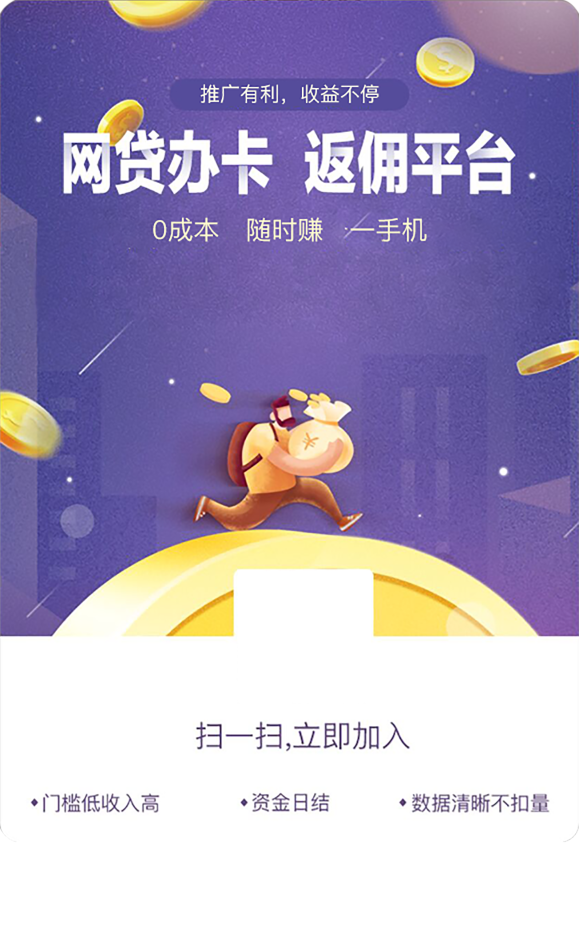 推广有利，收益不停
网贷办卡 返佣平台
0成本 随时赚 一手机
扫一扫,立即加入
门槛低收入高 资金日结 数据清晰不扣量